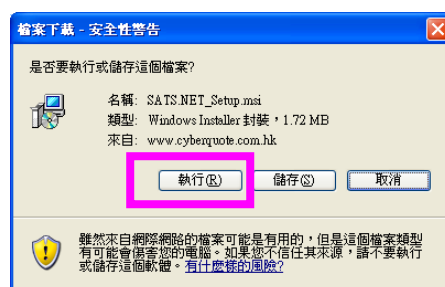 檔案下載 - 安全性警告
是否要執行或儲存這個檔案?
名稱: SATS.NET_Setup.msi
類型: Windows Installer 封裝，1.72 MB
來自: www.cyberquote.com.hk
執行(R) 儲存(S) 取消
雖然來自網際網路的檔案可能是有用的，但是這個檔案類型
有可能會傷害您的電腦。如果您不信任其來源，請不要執行
或儲存這個軟體。有什麼樣的風險?